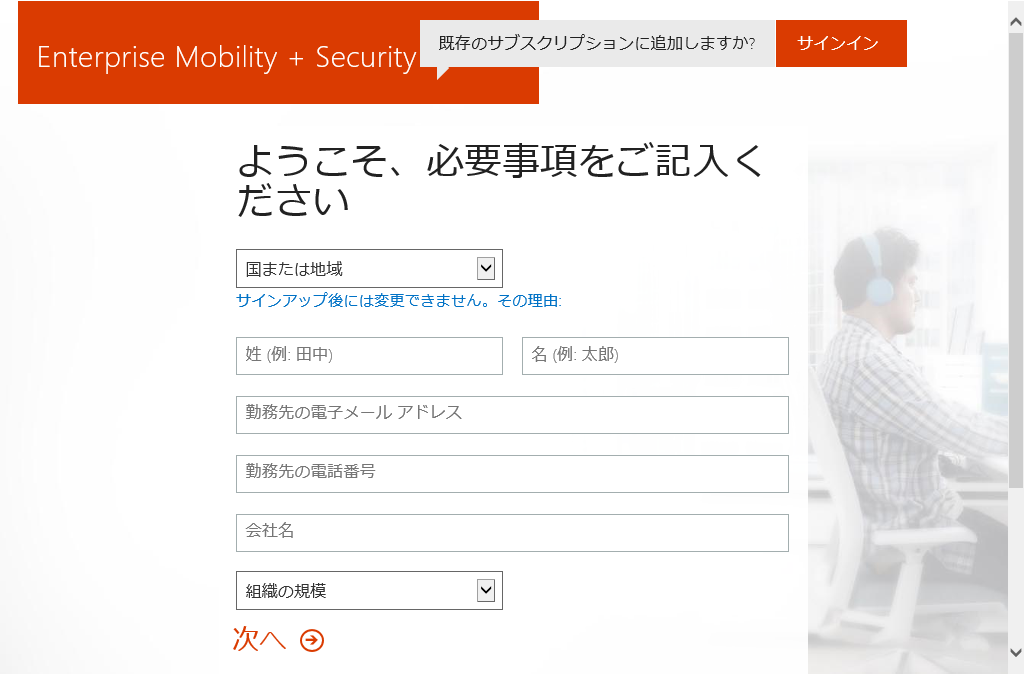 Enterprise Mobility + Security
既存のサブスクリプションに追加しますか?
サインイン
ようこそ、必要事項をご記入く
ださい
国または地域
サインアップ後には変更できません。その理由:
姓 (例: 田中)
名 (例: 太郎)
勤務先の電子メール アドレス
勤務先の電話番号
会社名
組織の規模
次へ